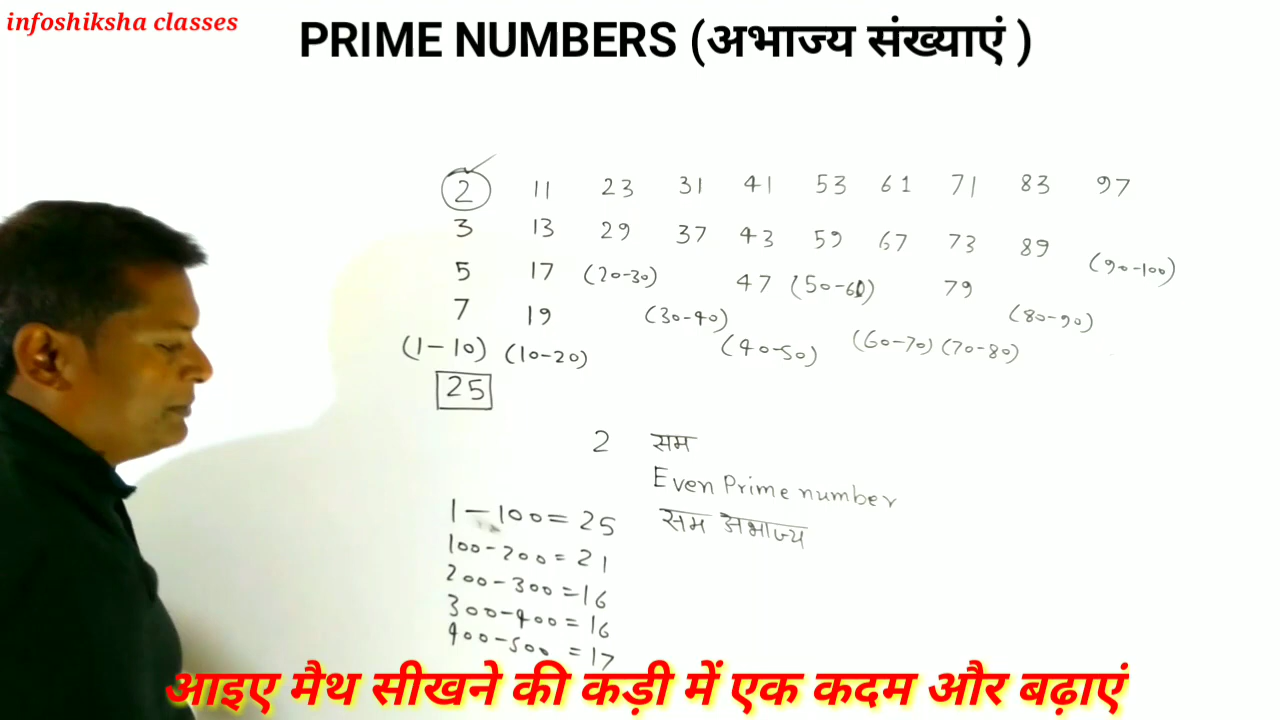 infoshiksha classes
PRIME NUMBERS (अभाज्य संख्याएं )
2 11 23 31 41 53 61 71 83 97
3 13 29 37 43 59 67 73 89 (90-100)
5 17 (20-30) 47 (50-60) 79
7 19 (30-40) (80-90)
(1-10) (10-20) (40-50) (60-70) (70-80)
25
2 सम
Even Prime number
1-100= 25 सम अभाज्य
100-200= 21
200-300=16
300-400= 16
400-500 =17
आइए मैथ सीखने की कड़ी में एक कदम और बढ़ाएं